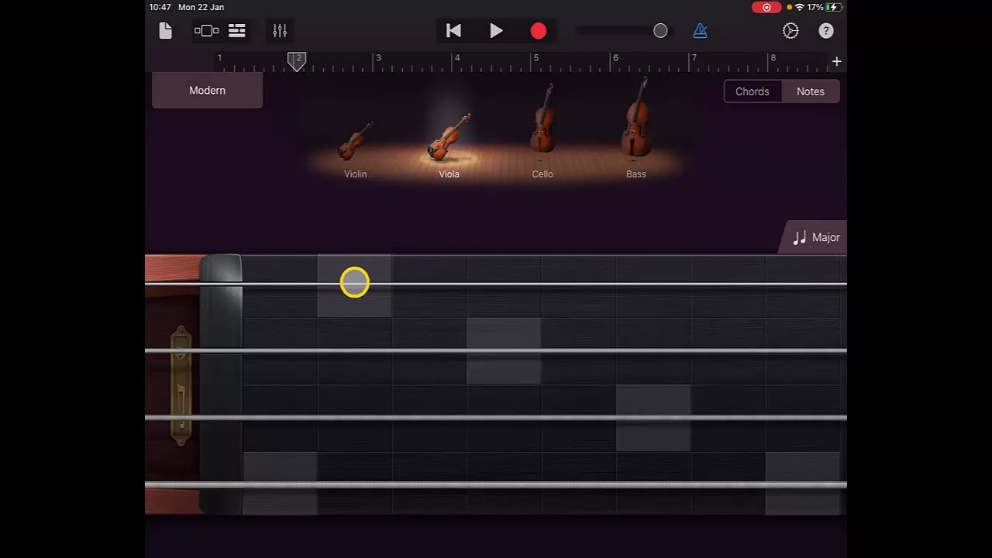 10:47 Mon 22 Jan 17%
?
1 2 3 4 5 6 7 8 +
Modern
Chords Notes
Violin Viola Cello Bass
Major